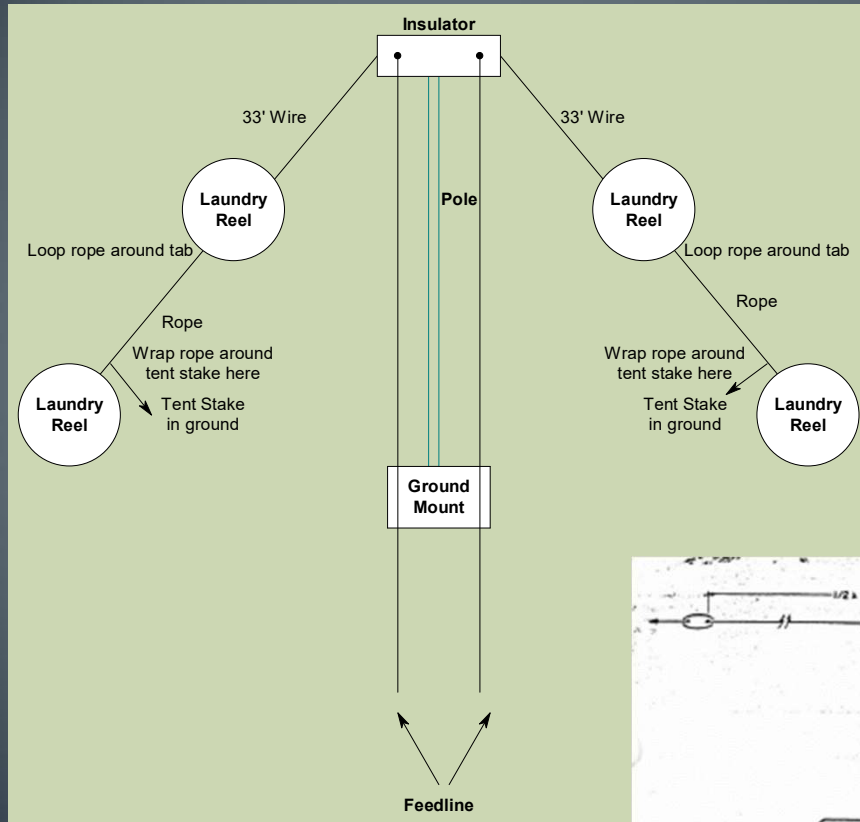 Insulator
33' Wire
33' Wire
Laundry
Reel
Pole
Laundry
Reel
Loop rope around tab
Loop rope around tab
Rope
Rope
Wrap rope around
tent stake here
Wrap rope around
tent stake here
Tent Stake
in ground
Tent Stake
in ground
Laundry
Reel
Laundry
Reel
Ground
Mount
Feedline